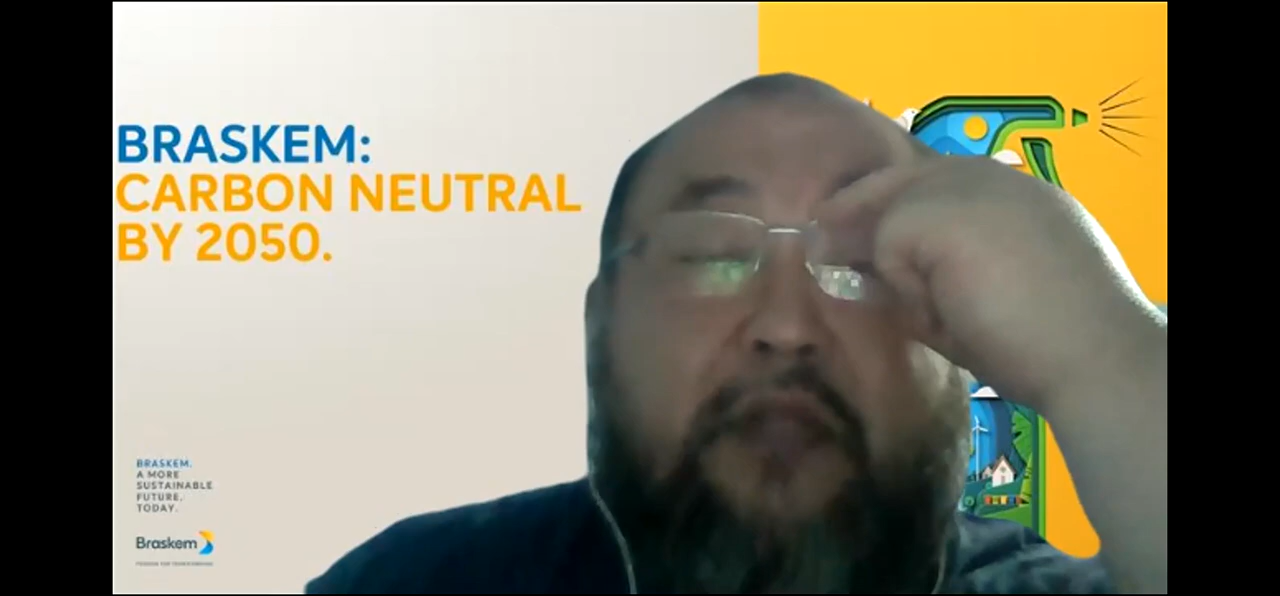 BRASKEM:
CARBON NEUTRAL
BY 2050.
BRASKEM.
A MORE
SUSTAINABLE
FUTURE.
TODAY.
Braskem